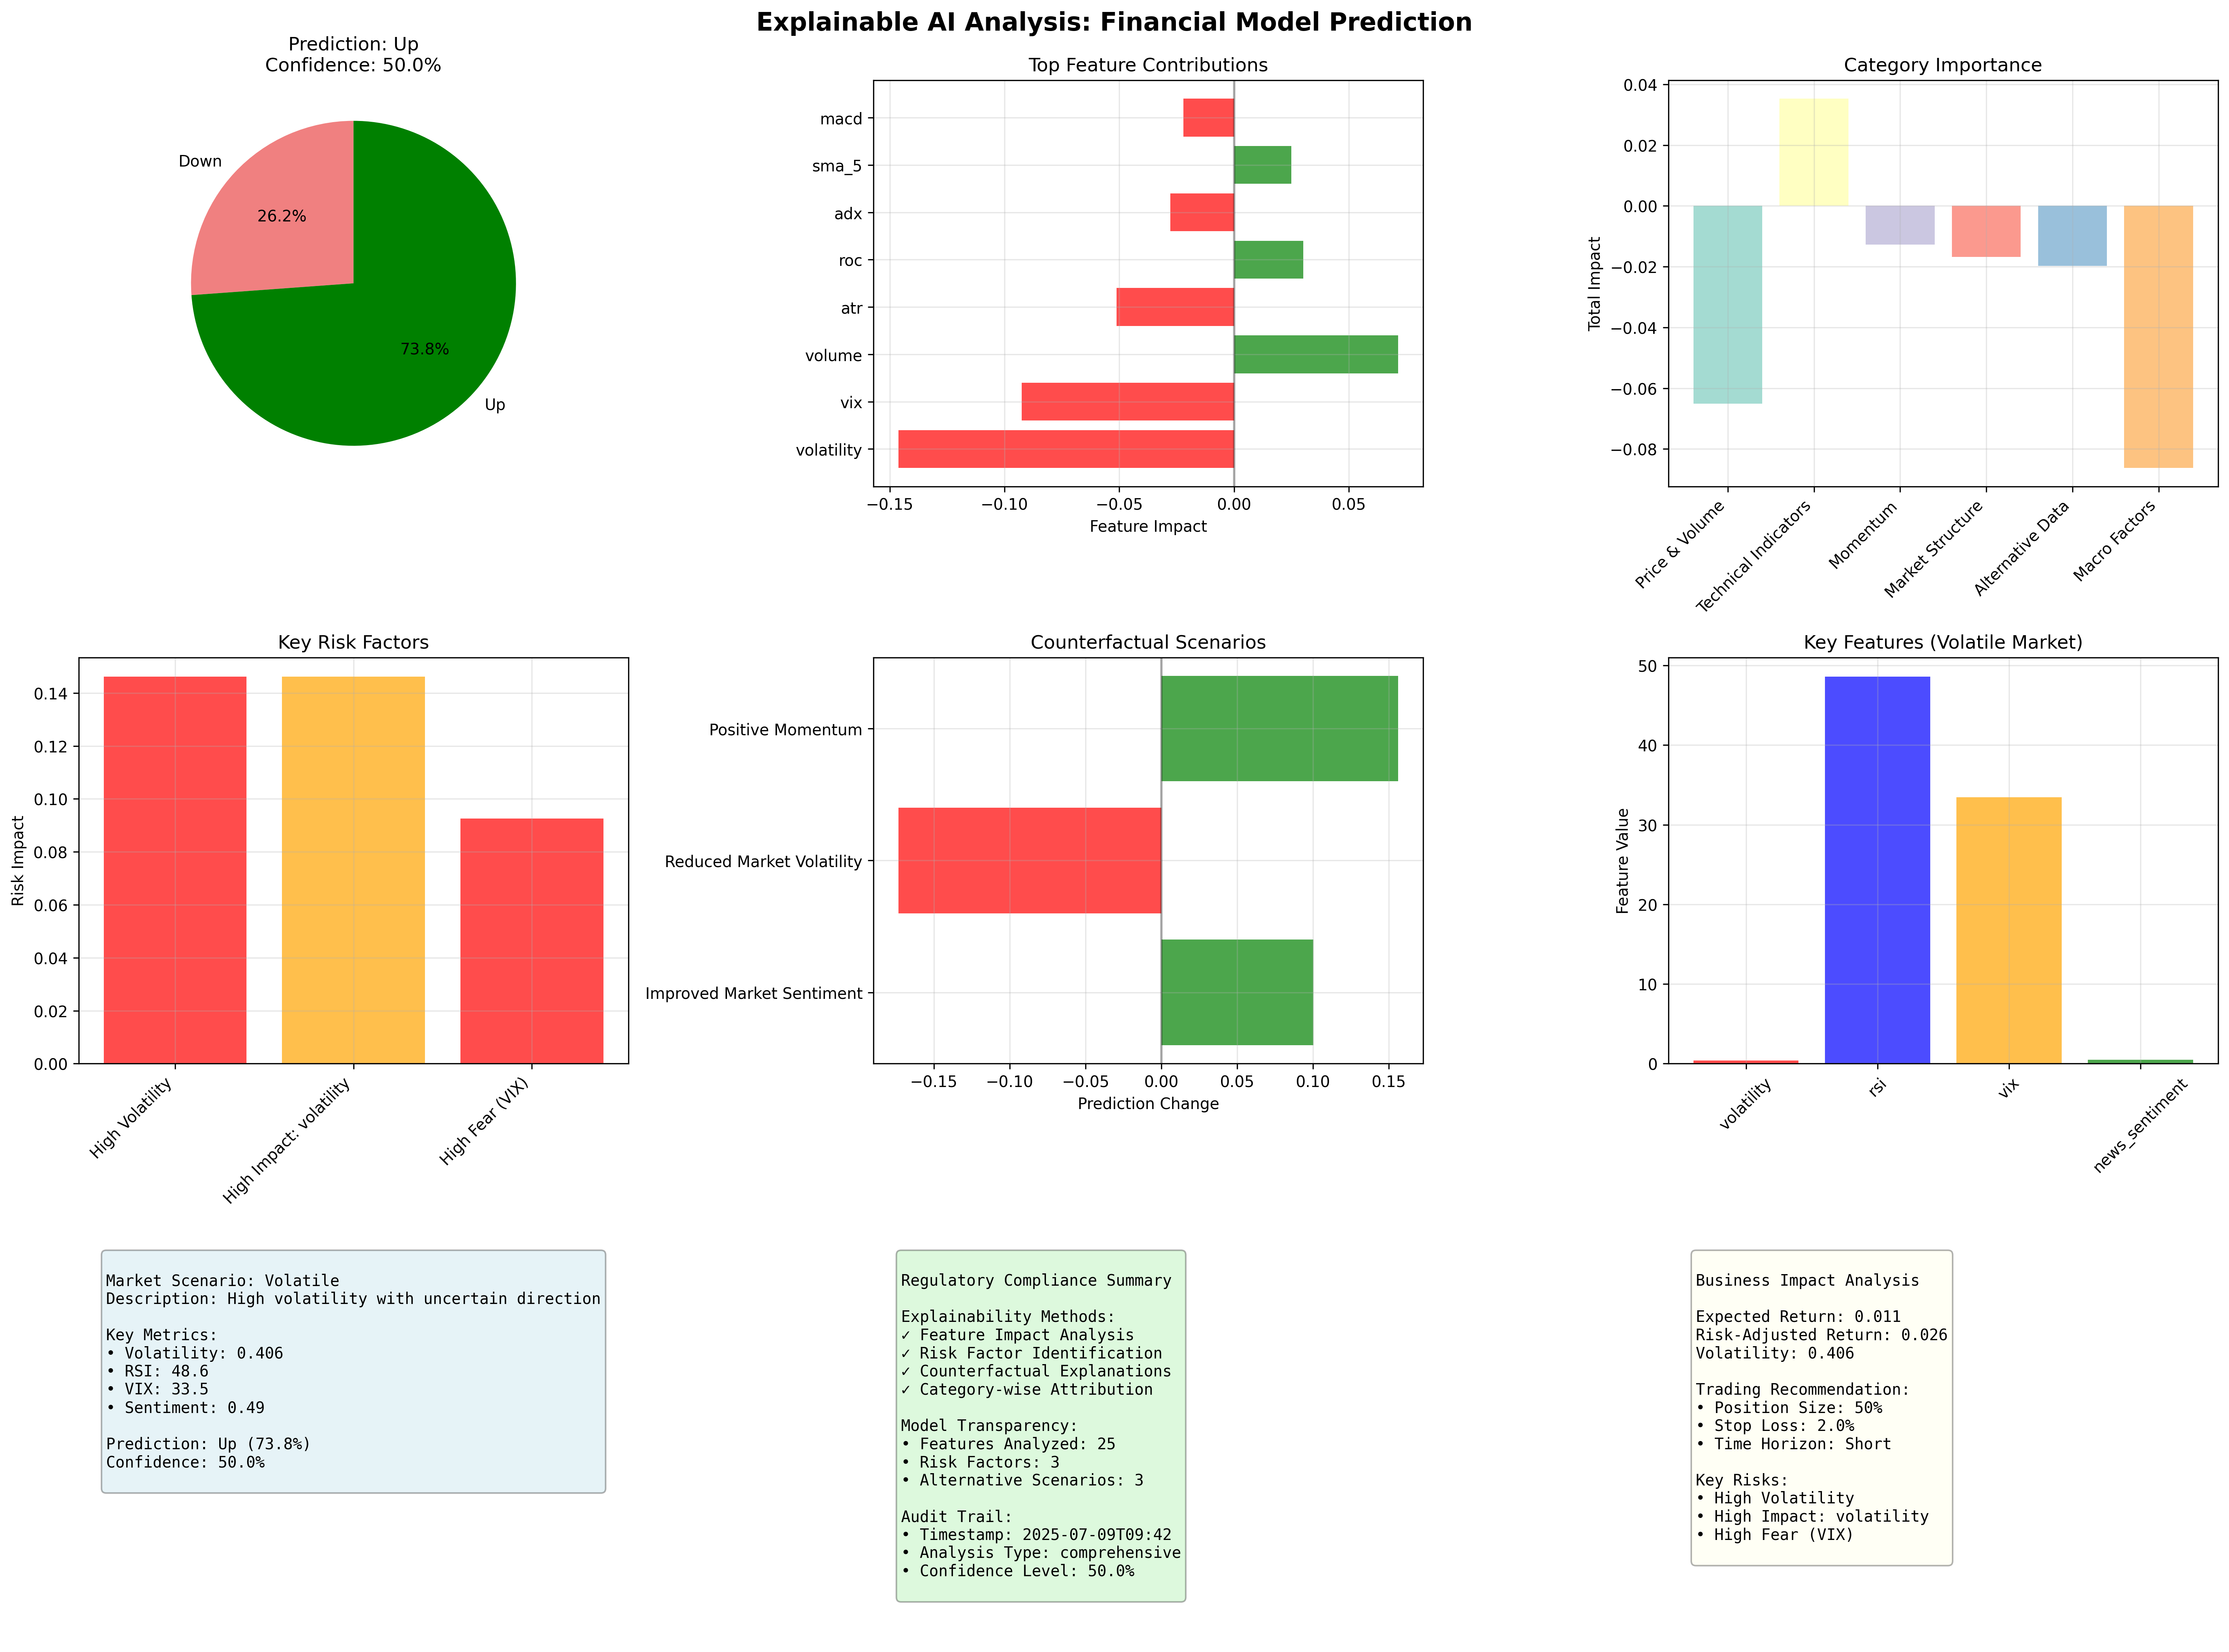 Explainable AI Analysis: Financial Model Prediction
Prediction: Up
Confidence: 50.0%
Down
26.2%
73.8%
Up
Top Feature Contributions
macd
sma_5
adx
roc
atr
volume
vix
volatility
−0.15
−0.10
−0.05
0.00
0.05
Feature Impact
Category Importance
Total Impact
0.04
0.02
0.00
−0.02
−0.04
−0.06
−0.08
Price & Volume
Technical Indicators
Momentum
Market Structure
Alternative Data
Macro Factors
Key Risk Factors
Risk Impact
0.14
0.12
0.10
0.08
0.06
0.04
0.02
0.00
High Volatility
High Impact: volatility
High Fear (VIX)
Counterfactual Scenarios
Positive Momentum
Reduced Market Volatility
Improved Market Sentiment
−0.15
−0.10
−0.05
0.00
0.05
0.10
0.15
Prediction Change
Key Features (Volatile Market)
Feature Value
50
40
30
20
10
0
volatility
rsi
vix
news_sentiment
Market Scenario: Volatile
Description: High volatility with uncertain direction
Key Metrics:
• Volatility: 0.406
• RSI: 48.6
• VIX: 33.5
• Sentiment: 0.49
Prediction: Up (73.8%)
Confidence: 50.0%
Regulatory Compliance Summary
Explainability Methods:
✓ Feature Impact Analysis
✓ Risk Factor Identification
✓ Counterfactual Explanations
✓ Category-wise Attribution
Model Transparency:
• Features Analyzed: 25
• Risk Factors: 3
• Alternative Scenarios: 3
Audit Trail:
• Timestamp: 2025-07-09T09:42
• Analysis Type: comprehensive
• Confidence Level: 50.0%
Business Impact Analysis
Expected Return: 0.011
Risk-Adjusted Return: 0.026
Volatility: 0.406
Trading Recommendation:
• Position Size: 50%
• Stop Loss: 2.0%
• Time Horizon: Short
Key Risks:
• High Volatility
• High Impact: volatility
• High Fear (VIX)